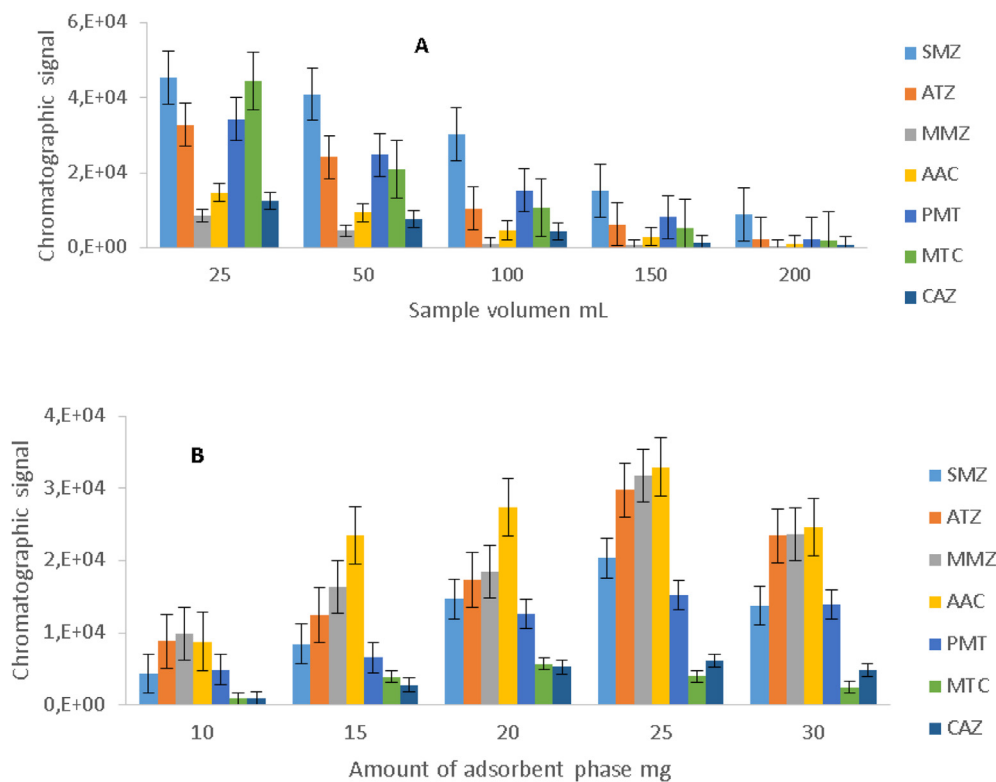 A
Chromatographic signal
6,E+04
4,E+04
2,E+04
0,E+00
25 50 100 150 200
Sample volumen mL
SMZ
ATZ
MMZ
AAC
PMT
MTC
CAZ
B
Chromatographic signal
4,E+04
3,E+04
2,E+04
1,E+04
0,E+00
10 15 20 25 30
Amount of adsorbent phase mg
SMZ
ATZ
MMZ
AAC
PMT
MTC
CAZ